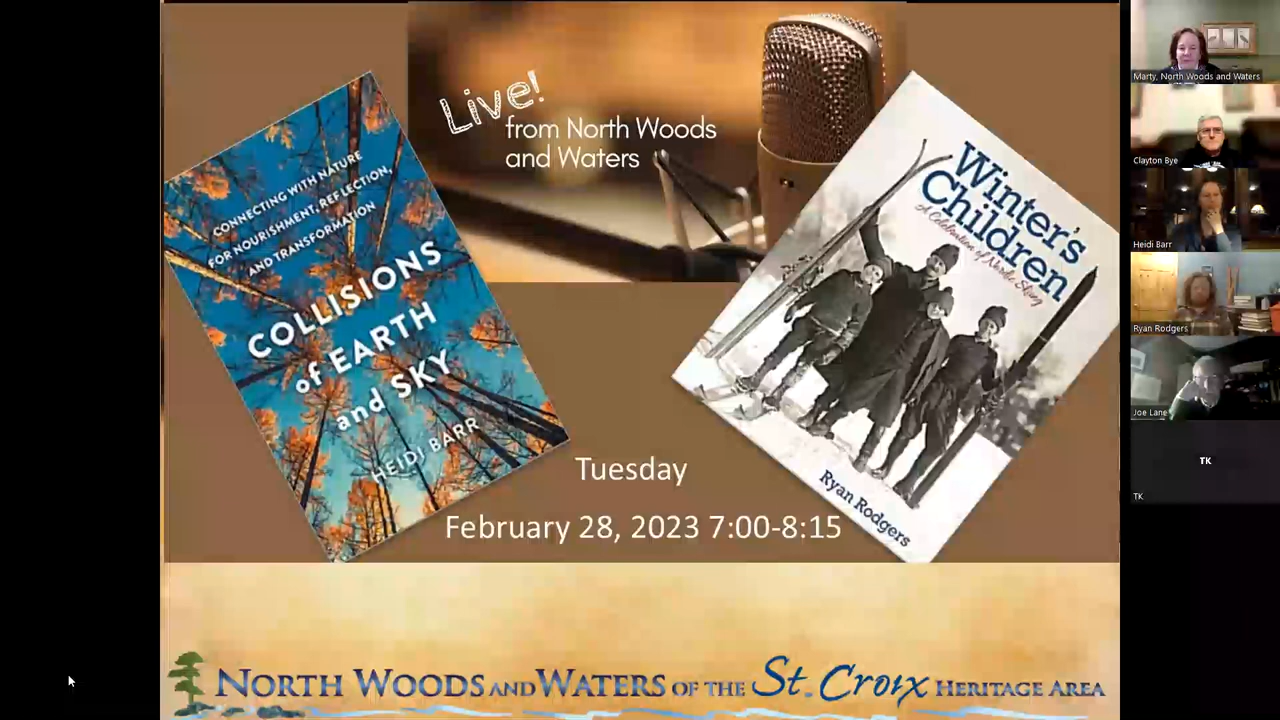 Live!
from North Woods
and Waters
CONNECTING WITH NATURE
FOR NOURISHMENT, REFLECTION,
AND TRANSFORMATION
COLLISIONS
of EARTH
and SKY
HEIDI BARR
Winter's
Children
A Celebration of Nordic Skiing
Ryan Rodgers
Tuesday
February 28, 2023 7:00-8:15
NORTH WOODS AND WATERS OF THE St. Croix HERITAGE AREA
Marty, North Woods and Waters
Clayton Bye
Heidi Barr
Ryan Rodgers
Joe Lane
TK
TK